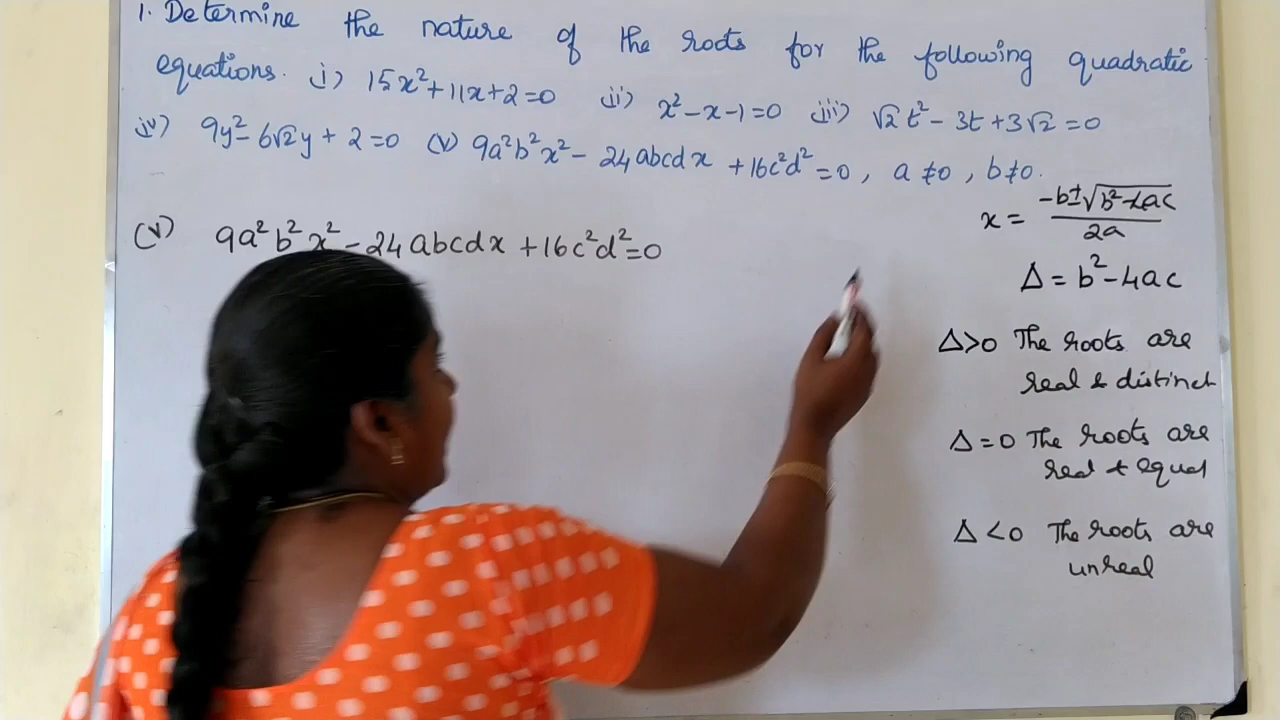 1. Determine the nature of the roots for the following quadratic
equations. i) 15x²+11x+2=0 ii) x²-x-1=0 iii) √2t²-3t+3√2=0
iv) 9y²-6√2y+2=0 (v) 9a²b²x²-24abcdx+16c²d²=0, a≠0, b≠0.
(v) 9a²b²x²-24abcdx+16c²d²=0
x = -b±√b²-4ac / 2a
Δ = b²-4ac
Δ>0 The roots are
real & distinct
Δ=0 The roots are
real & equal
Δ<0 The roots are
unreal